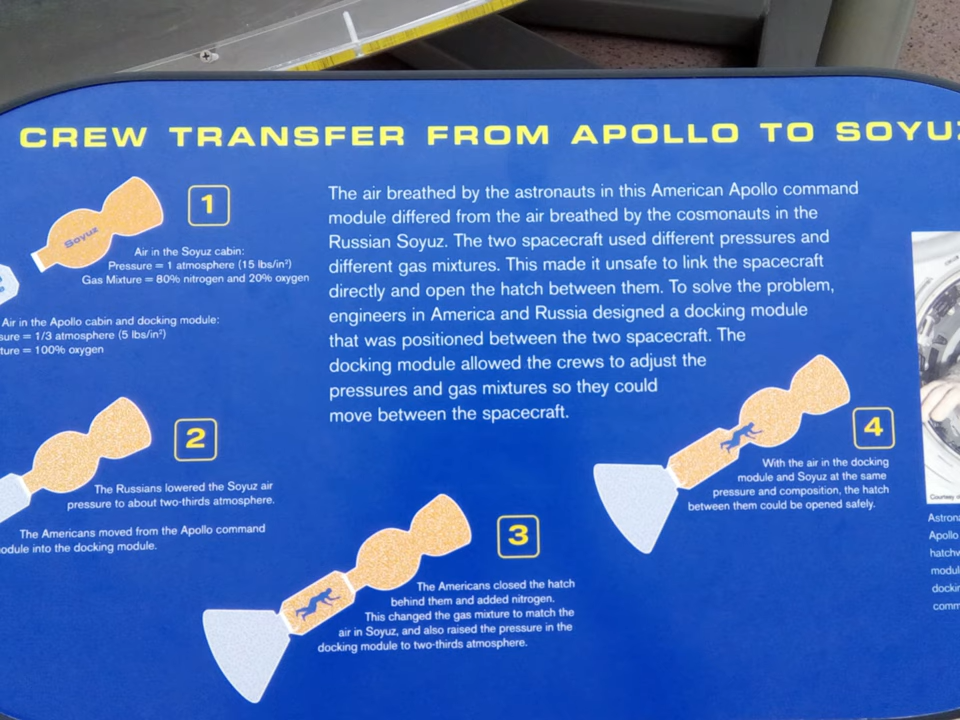 CREW TRANSFER FROM APOLLO TO SOYUZ
1
Soyuz
Air in the Soyuz cabin:
Pressure = 1 atmosphere (15 lbs/in²)
Gas Mixture = 80% nitrogen and 20% oxygen
Air in the Apollo cabin and docking module:
sure = 1/3 atmosphere (5 lbs/in²)
ture = 100% oxygen
The air breathed by the astronauts in this American Apollo command
module differed from the air breathed by the cosmonauts in the
Russian Soyuz. The two spacecraft used different pressures and
different gas mixtures. This made it unsafe to link the spacecraft
directly and open the hatch between them. To solve the problem,
engineers in America and Russia designed a docking module
that was positioned between the two spacecraft. The
docking module allowed the crews to adjust the
pressures and gas mixtures so they could
move between the spacecraft.
2
The Russians lowered the Soyuz air
pressure to about two-thirds atmosphere.
The Americans moved from the Apollo command
odule into the docking module.
3
The Americans closed the hatch
behind them and added nitrogen.
This changed the gas mixture to match the
air in Soyuz, and also raised the pressure in the
docking module to two-thirds atmosphere.
4
With the air in the docking
module and Soyuz at the same
pressure and composition, the hatch
between them could be opened safely.
Courtesy
Astrona
Apollo
hatchw
modul
dockin
comm